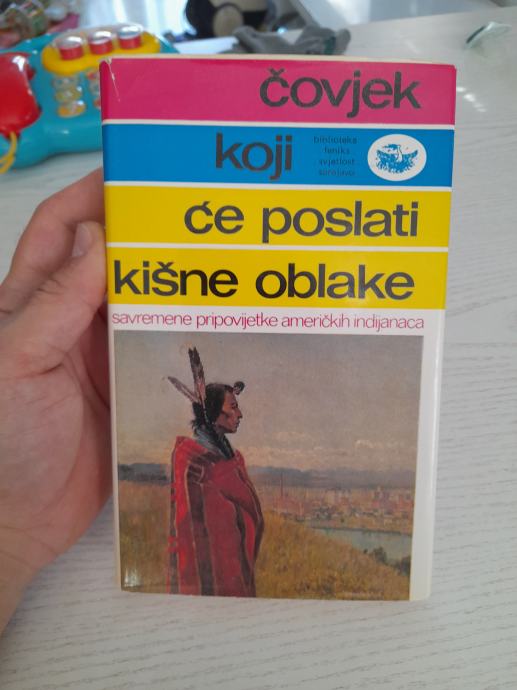 čovjek
koji
biblioteka
feniks
svjetlost
sarajevo
će poslati
kišne oblake
savremene pripovijetke američkih indijanaca